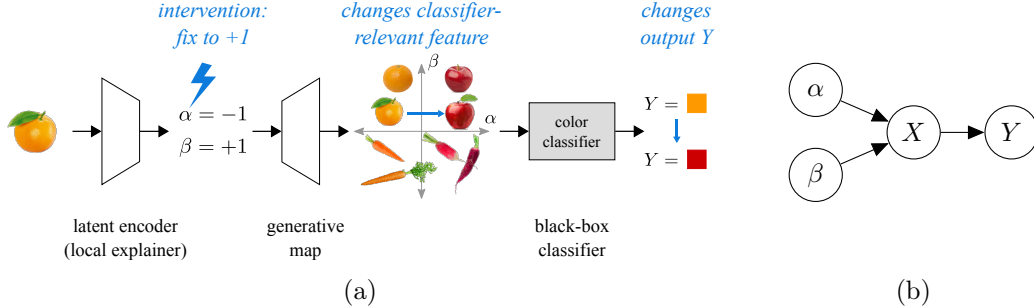 intervention:
fix to +1
changes classifier-
relevant feature
changes
output Y
α = −1
β = +1
β
α
color
classifier
Y =
Y =
latent encoder
(local explainer)
generative
map
black-box
classifier
(a)
α
β
X
Y
(b)